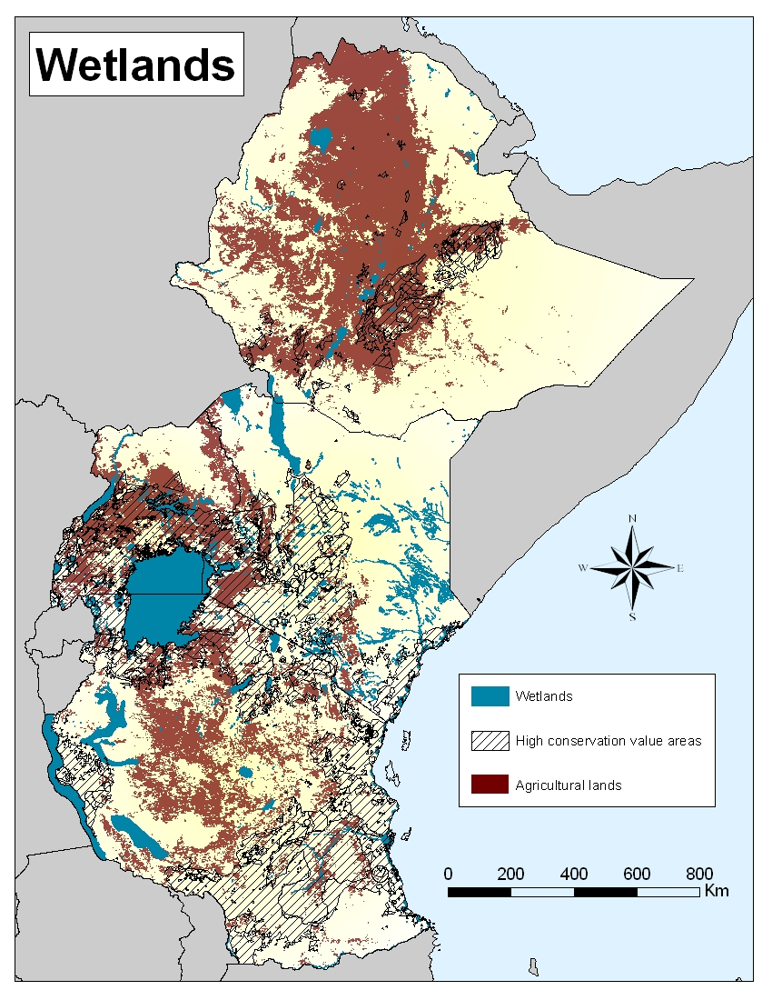 Wetlands
N
W E
S
Wetlands
High conservation value areas
Agricultural lands
0 200 400 600 800
Km